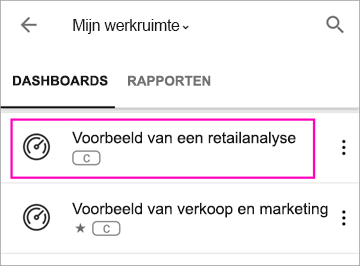 Mijn werkruimte
DASHBOARDS RAPPORTEN
Voorbeeld van een retailanalyse
C
Voorbeeld van verkoop en marketing
C